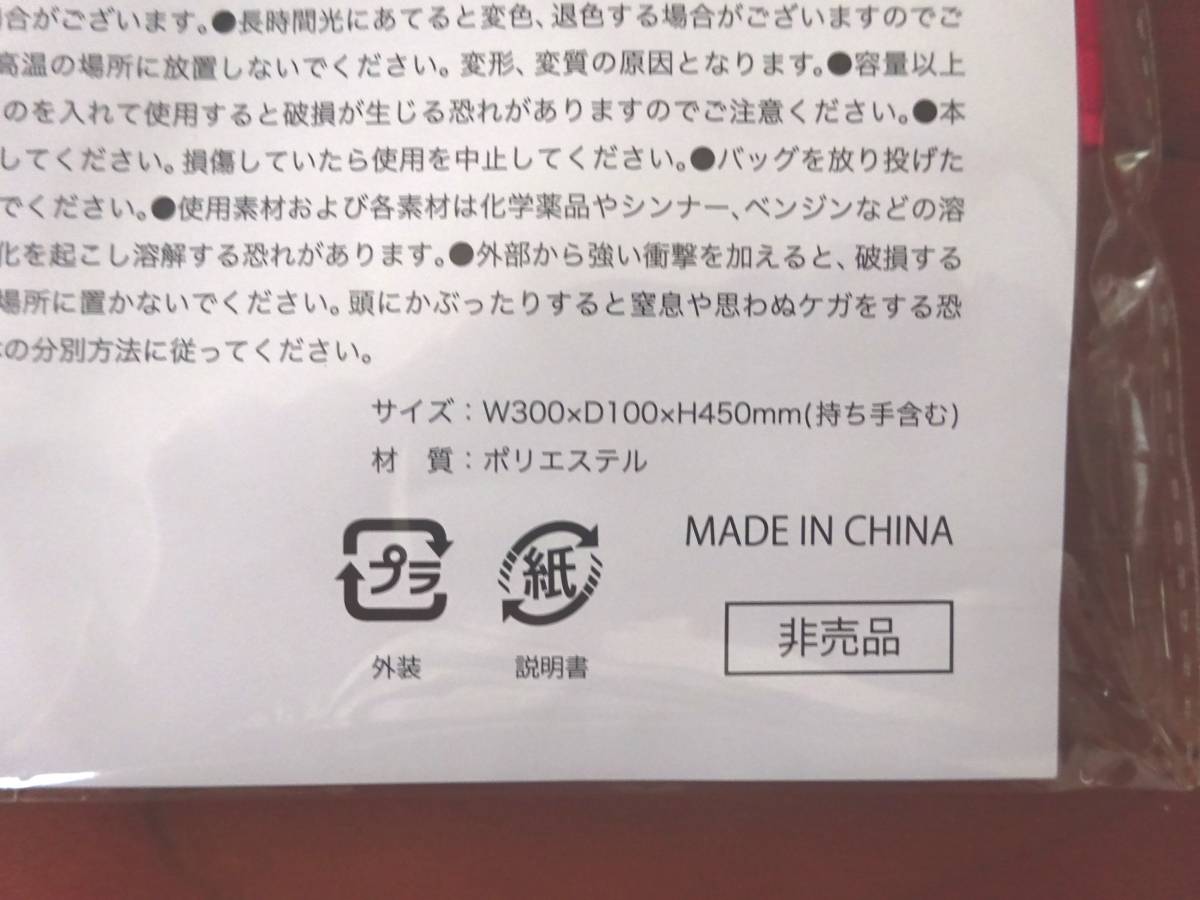 場合がございます。●長時間光にあてると変色、退色する場合がございますのでご
高温の場所に放置しないでください。変形、変質の原因となります。●容量以上
のを入れて使用すると破損が生じる恐れがありますのでご注意ください。●本
してください。損傷していたら使用を中止してください。●バッグを放り投げた
でください。●使用素材および各素材は化学薬品やシンナー、ベンジンなどの溶
化を起こし溶解する恐れがあります。●外部から強い衝撃を加えると、破損する
場所に置かないでください。頭にかぶったりすると窒息や思わぬケガをする恐
の分別方法に従ってください。
サイズ：W300×D100×H450mm(持ち手含む)
材 質：ポリエステル
プラ
紙
MADE IN CHINA
外装
説明書
非売品